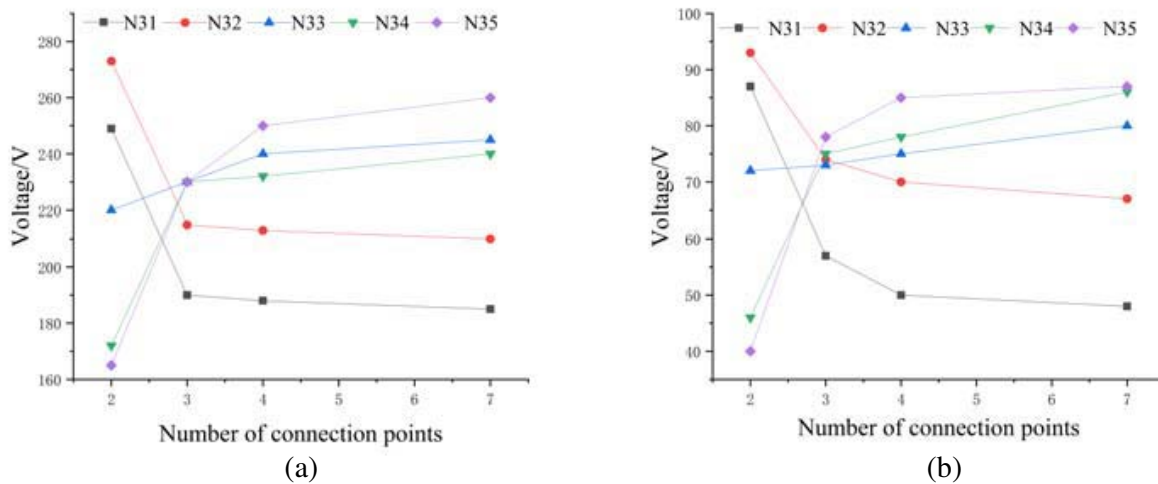 N31 N32 N33 N34 N35
280
260
240
220
200
180
160
2 3 4 5 6 7
Voltage/V
Number of connection points
(a)
N31 N32 N33 N34 N35
100
90
80
70
60
50
40
2 3 4 5 6 7
Voltage/V
Number of connection points
(b)